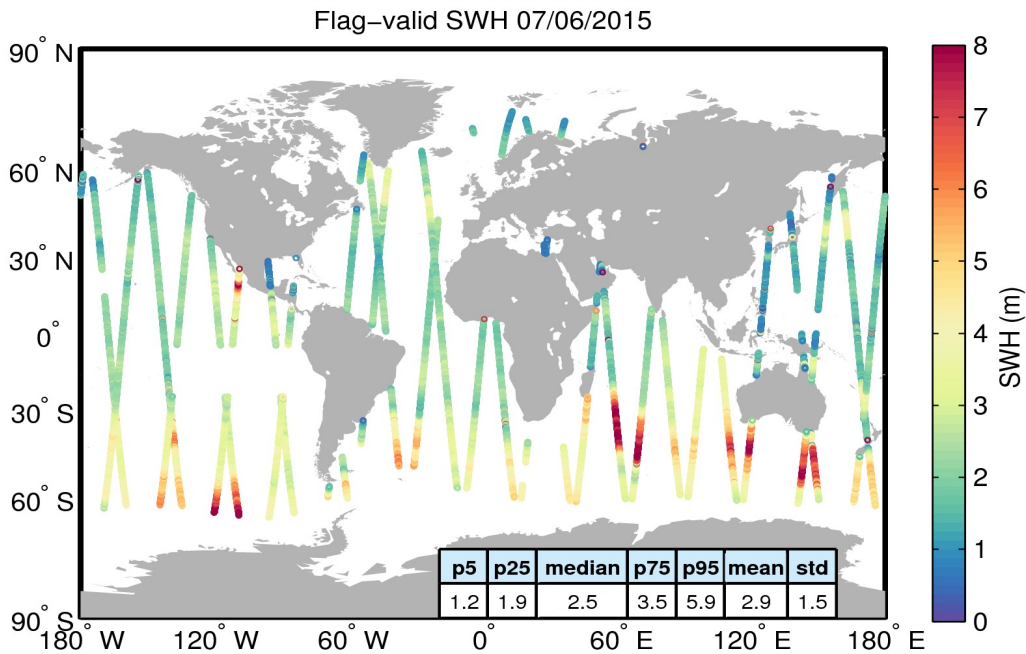 Flag−valid SWH 07/06/2015
90° N
60° N
30° N
0°
30° S
60° S
90° S
180° W
120° W
60° W
0°
60° E
120° E
180° E
p5 p25 median p75 p95 mean std
1.2 1.9 2.5 3.5 5.9 2.9 1.5
8
7
6
5
4
3
2
1
0
SWH (m)